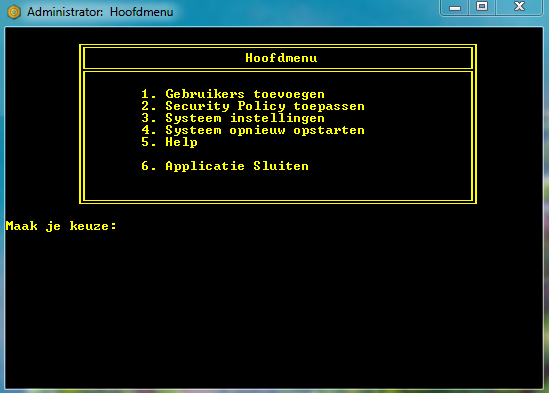 Administrator: Hoofdmenu
Hoofdmenu
1. Gebruikers toevoegen
2. Security Policy toepassen
3. Systeem instellingen
4. Systeem opnieuw opstarten
5. Help
6. Applicatie Sluiten
Maak je keuze: